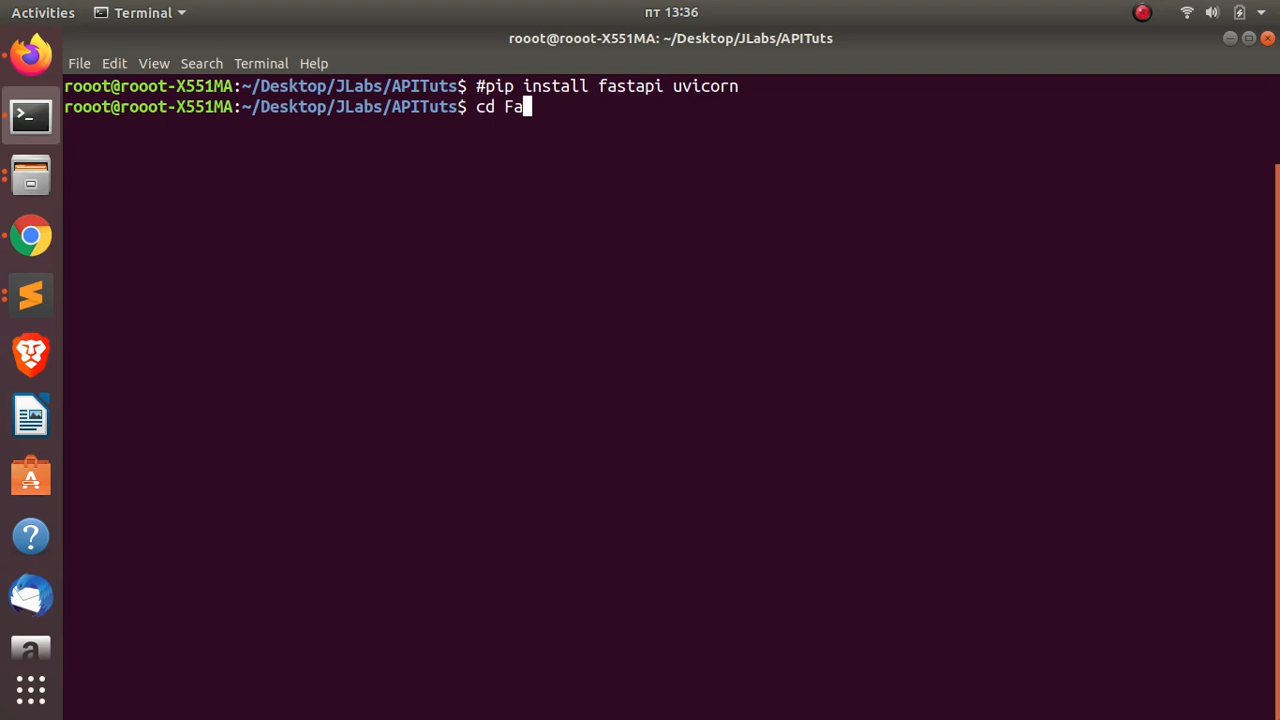 Activities Terminal пт 13:36
rooot@rooot-X551MA: ~/Desktop/JLabs/APITuts
File Edit View Search Terminal Help
rooot@rooot-X551MA:~/Desktop/JLabs/APITuts$ #pip install fastapi uvicorn
rooot@rooot-X551MA:~/Desktop/JLabs/APITuts$ cd Fa